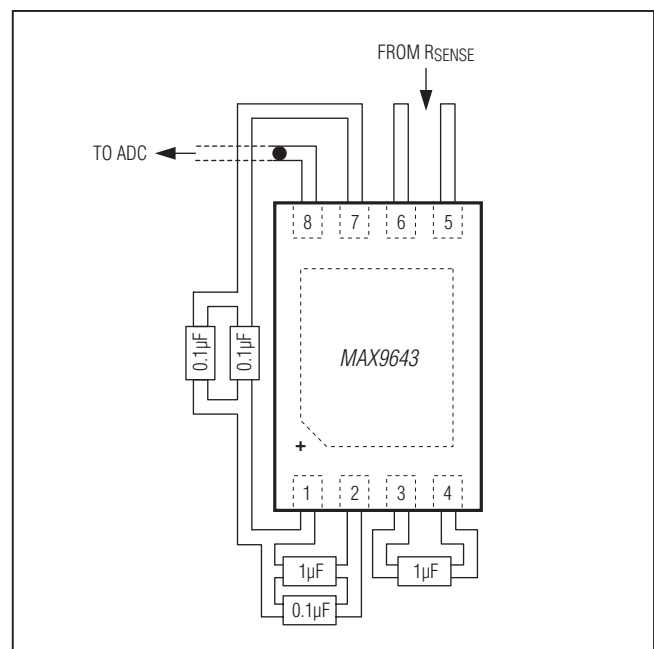 FROM RSENSE
TO ADC
8 7 6 5
0.1µF 0.1µF
MAX9643
+
1 2 3 4
1µF 1µF
0.1µF